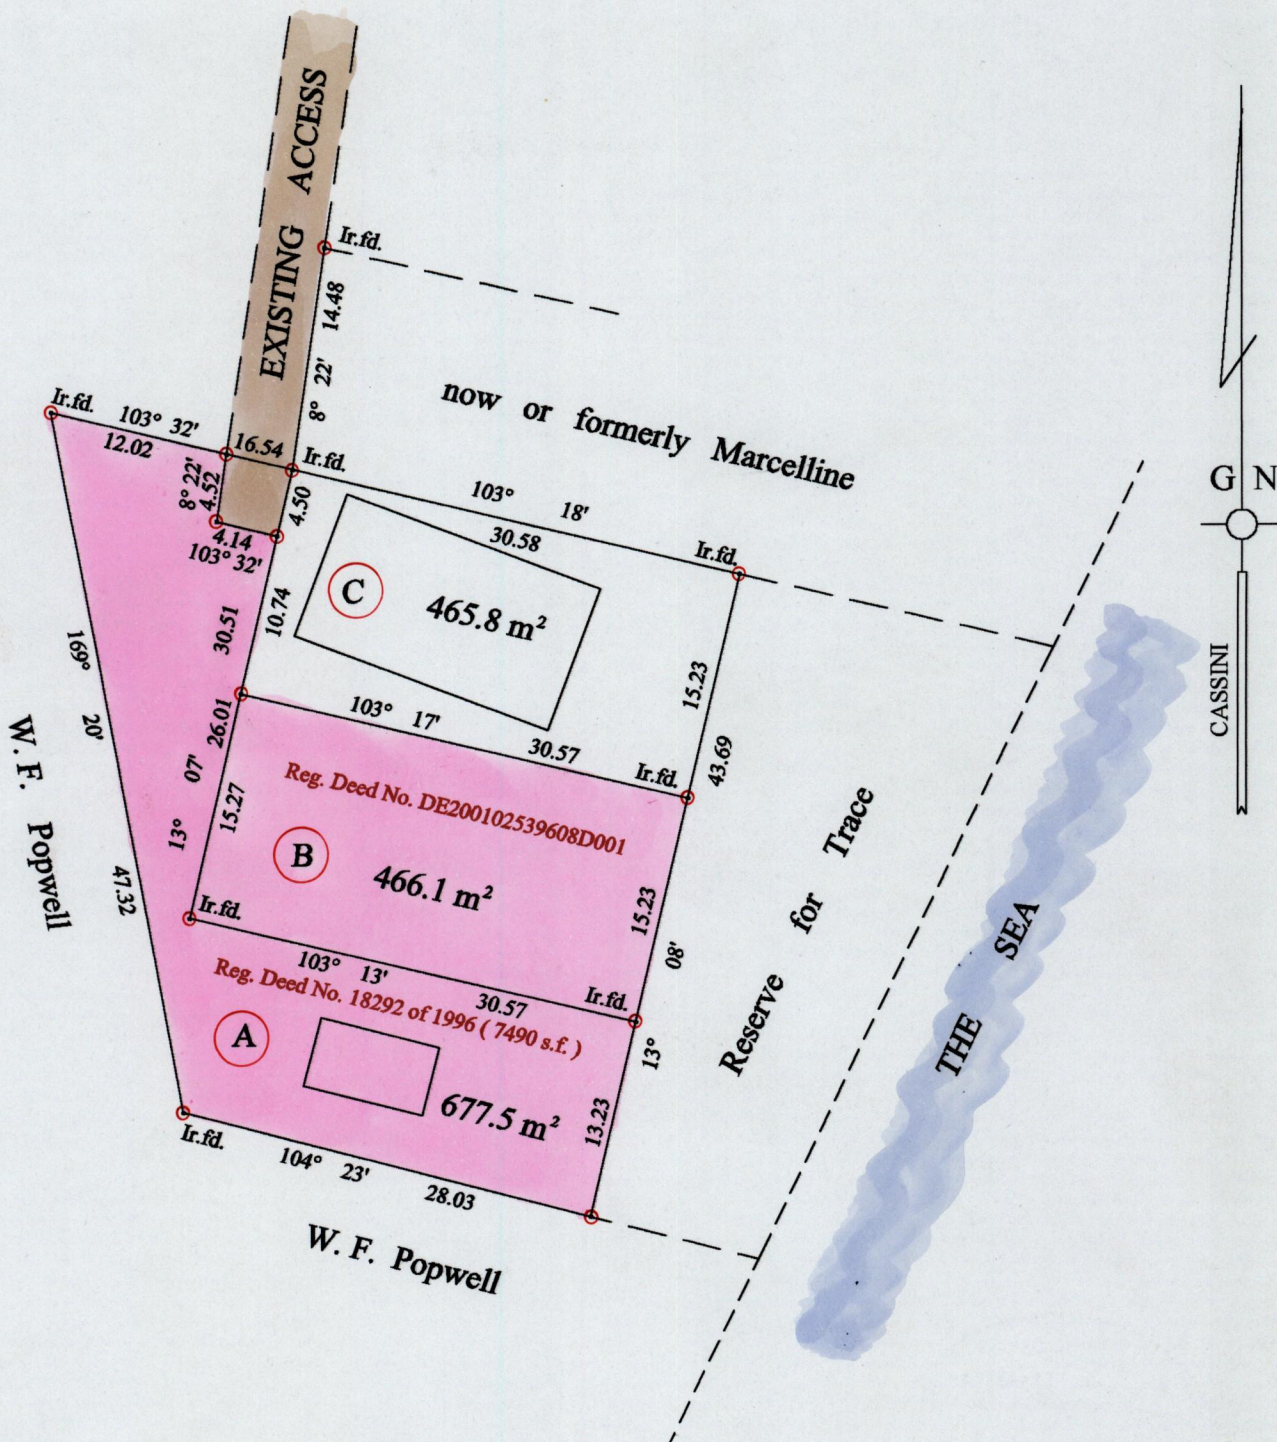 EXISTING ACCESS
Ir.fd.
14.48
8° 22'
now or formerly Marcelline
Ir.fd.
103° 32'
12.02
16.54
Ir.fd.
8° 22'
4.52
4.50
4.14
103° 32'
103° 18'
30.58
Ir.fd.
G N
CASSINI
C
465.8 m²
30.51
10.74
15.23
169° 20'
47.32
W. F. Popwell
26.01
13° 07'
15.27
103° 17'
30.57
Ir.fd.
43.69
Reg. Deed No. DE200102539608D001
B
466.1 m²
15.23
13° 08'
Reserve for Trace
THE SEA
Ir.fd.
103° 13'
30.57
Ir.fd.
Reg. Deed No. 18292 of 1996 ( 7490 s.f. )
A
677.5 m²
13.23
Ir.fd.
104° 23'
28.03
W. F. Popwell